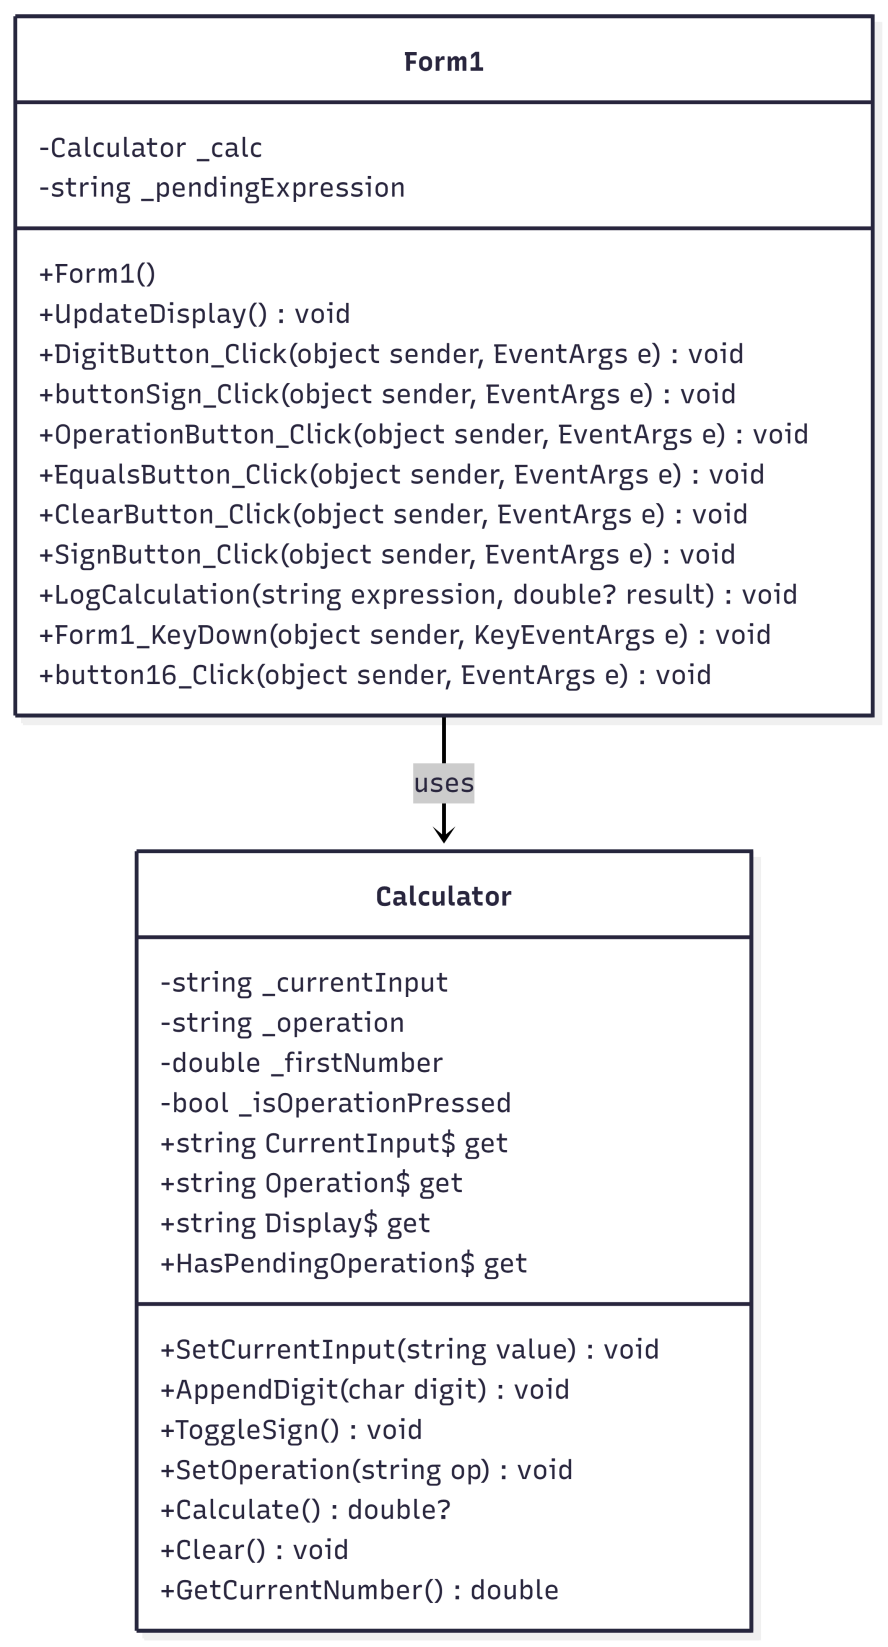 Form1
-Calculator _calc
-string _pendingExpression
+Form1()
+UpdateDisplay() : void
+DigitButton_Click(object sender, EventArgs e) : void
+buttonSign_Click(object sender, EventArgs e) : void
+OperationButton_Click(object sender, EventArgs e) : void
+EqualsButton_Click(object sender, EventArgs e) : void
+ClearButton_Click(object sender, EventArgs e) : void
+SignButton_Click(object sender, EventArgs e) : void
+LogCalculation(string expression, double? result) : void
+Form1_KeyDown(object sender, KeyEventArgs e) : void
+button16_Click(object sender, EventArgs e) : void
uses
Calculator
-string _currentInput
-string _operation
-double _firstNumber
-bool _isOperationPressed
+string CurrentInput$ get
+string Operation$ get
+string Display$ get
+HasPendingOperation$ get
+SetCurrentInput(string value) : void
+AppendDigit(char digit) : void
+ToggleSign() : void
+SetOperation(string op) : void
+Calculate() : double?
+Clear() : void
+GetCurrentNumber() : double